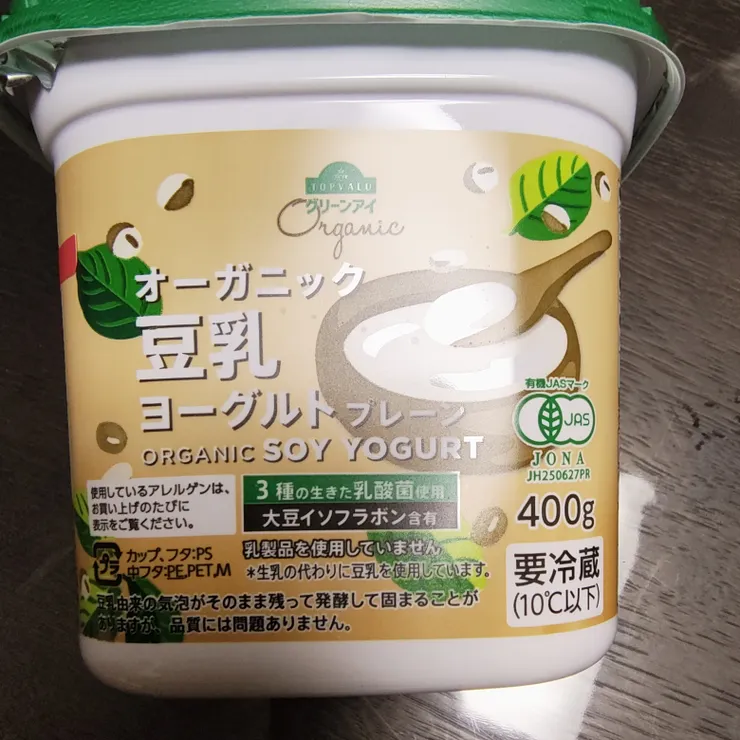 TOPVALU
グリーンアイ
Organic
オーガニック
豆乳
ヨーグルト プレーン
ORGANIC SOY YOGURT
有機JASマーク
JAS
JONA
JH250627PR
使用しているアレルゲンは、
お買い上げのたびに
表示をご覧ください。
3種の生きた乳酸菌使用
大豆イソフラボン含有
400g
プラ
カップ、フタ:PS
中フタ:PE,PET,M
乳製品を使用していません
*生乳の代わりに豆乳を使用しています。
要冷蔵
(10℃以下)
豆乳由来の気泡がそのまま残って発酵して固まることが
ありますが、品質には問題ありません。